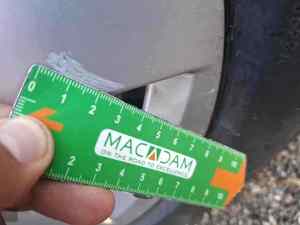 0 1 2 3 4 5 6 7 8 9 10
MACADAM
ON THE ROAD TO EXCELLENCE
2 3 4 5 6 7 8 9 10